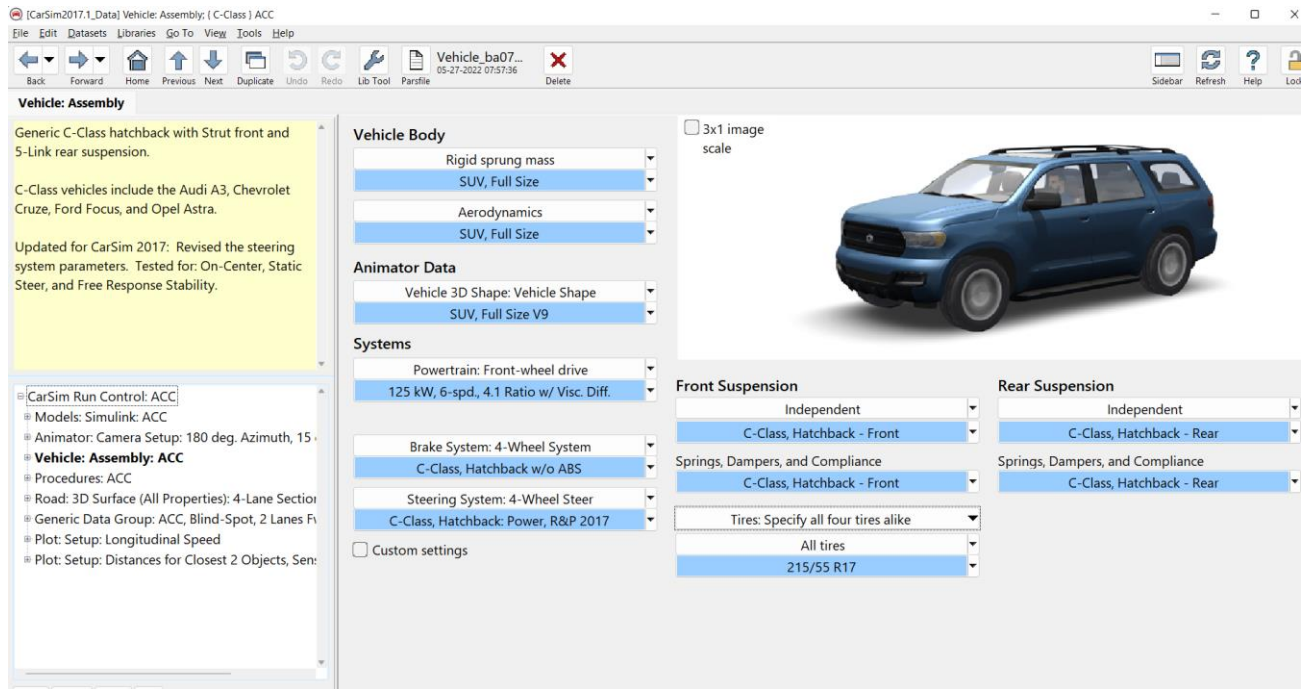 [CarSim2017.1_Data] Vehicle: Assembly; { C-Class } ACC
File Edit Datasets Libraries Go To View Tools Help
Back Forward Home Previous Next Duplicate Undo Redo Lib Tool Parsfile
Vehicle_ba07...
05-27-2022 07:57:36
Delete Sidebar Refresh Help Lock
Vehicle: Assembly
Generic C-Class hatchback with Strut front and
5-Link rear suspension.
C-Class vehicles include the Audi A3, Chevrolet
Cruze, Ford Focus, and Opel Astra.
Updated for CarSim 2017: Revised the steering
system parameters. Tested for: On-Center, Static
Steer, and Free Response Stability.
CarSim Run Control: ACC
Models: Simulink: ACC
Animator: Camera Setup: 180 deg. Azimuth, 15
Vehicle: Assembly: ACC
Procedures: ACC
Road: 3D Surface (All Properties): 4-Lane Section
Generic Data Group: ACC, Blind-Spot, 2 Lanes
Plot: Setup: Longitudinal Speed
Plot: Setup: Distances for Closest 2 Objects,
Vehicle Body
Rigid sprung mass
SUV, Full Size
Aerodynamics
SUV, Full Size
Animator Data
Vehicle 3D Shape: Vehicle Shape
SUV, Full Size V9
Systems
Powertrain: Front-wheel drive
125 kW, 6-spd., 4.1 Ratio w/ Visc. Diff.
Brake System: 4-Wheel System
C-Class, Hatchback w/o ABS
Steering System: 4-Wheel Steer
C-Class, Hatchback: Power, R&P 2017
Custom settings
3x1 image
scale
Front Suspension
Independent
C-Class, Hatchback - Front
Springs, Dampers, and Compliance
C-Class, Hatchback - Front
Tires: Specify all four tires alike
All tires
215/55 R17
Rear Suspension
Independent
C-Class, Hatchback - Rear
Springs, Dampers, and Compliance
C-Class, Hatchback - Rear